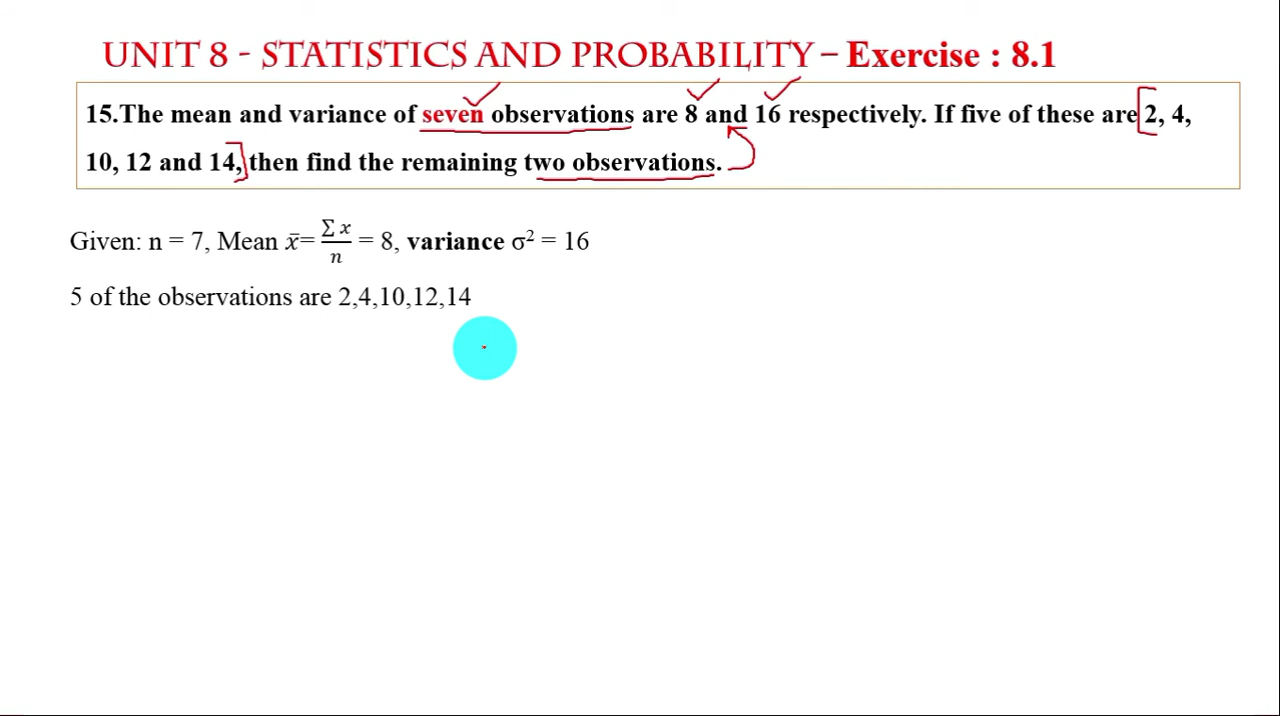 UNIT 8 - STATISTICS AND PROBABILITY – Exercise : 8.1
15.The mean and variance of seven observations are 8 and 16 respectively. If five of these are 2, 4,
10, 12 and 14, then find the remaining two observations.
Given: n = 7, Mean x̄= ∑ x / n = 8, variance σ² = 16
5 of the observations are 2,4,10,12,14